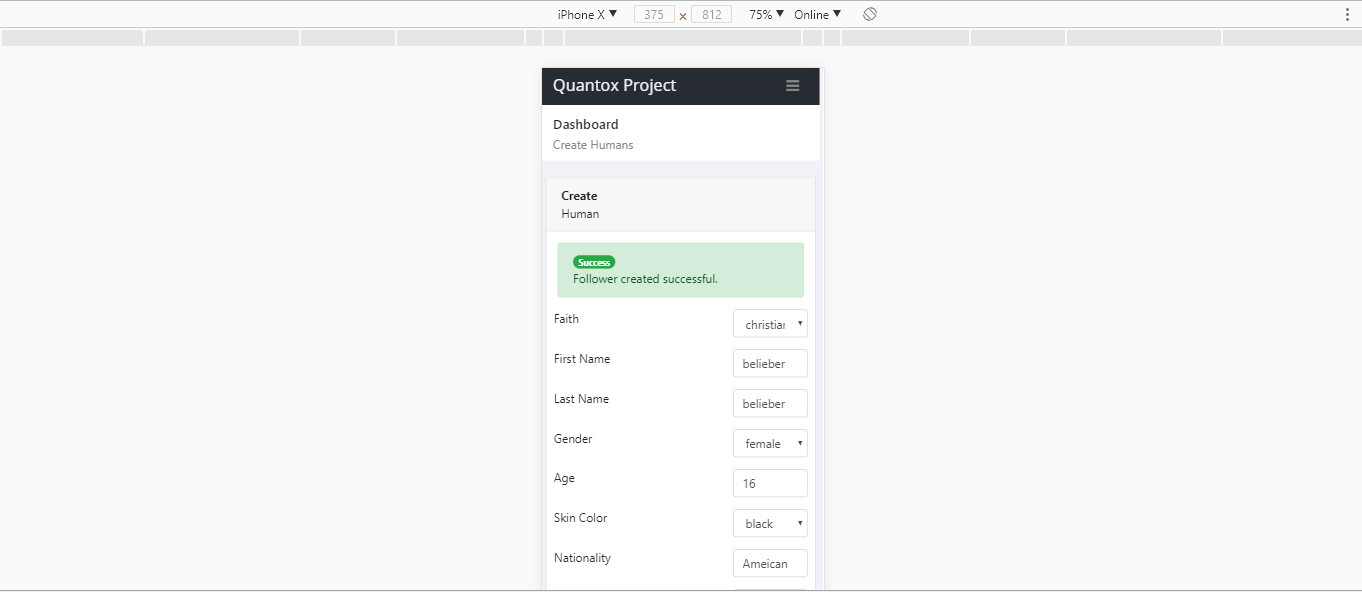 iPhone X ▼ 375 × 812 75% ▼ Online ▼
Quantox Project
Dashboard
Create Humans
Create
Human
Success
Follower created successful.
Faith christian
First Name belieber
Last Name belieber
Gender female
Age 16
Skin Color black
Nationality Ameican